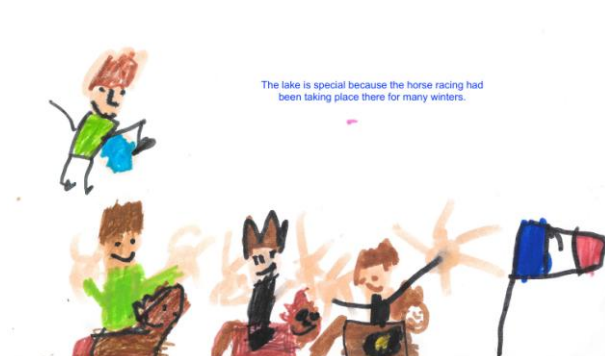 The lake is special because the horse racing had
been taking place there for many winters.